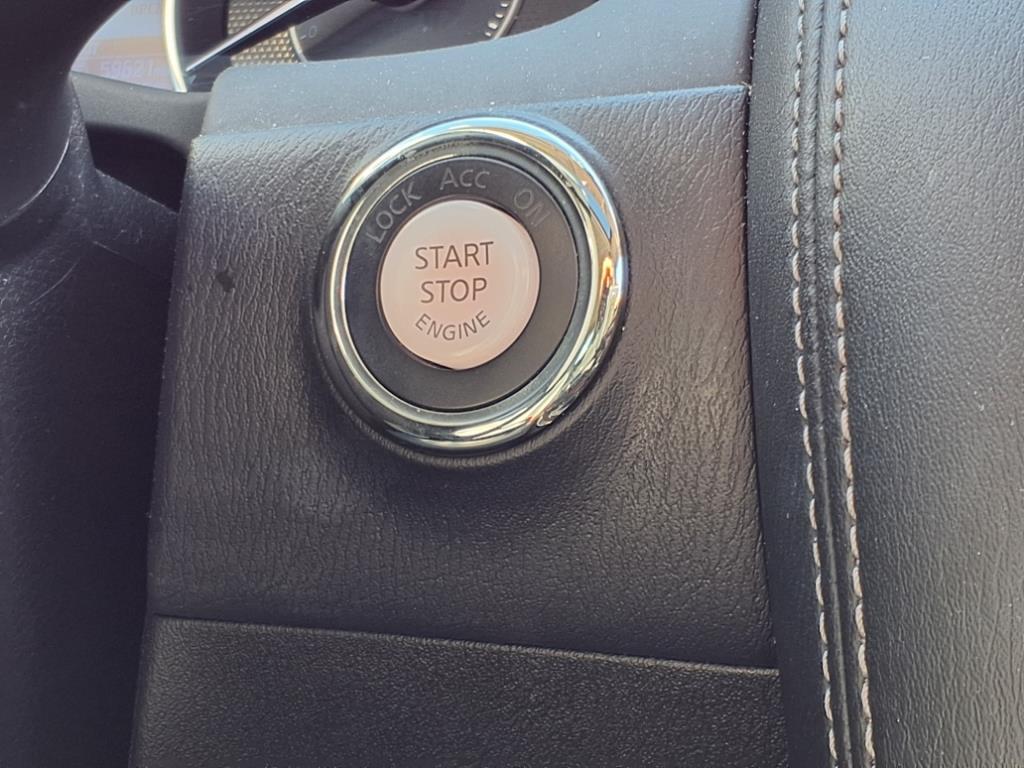 LOCK Acc ON
START
STOP
ENGINE